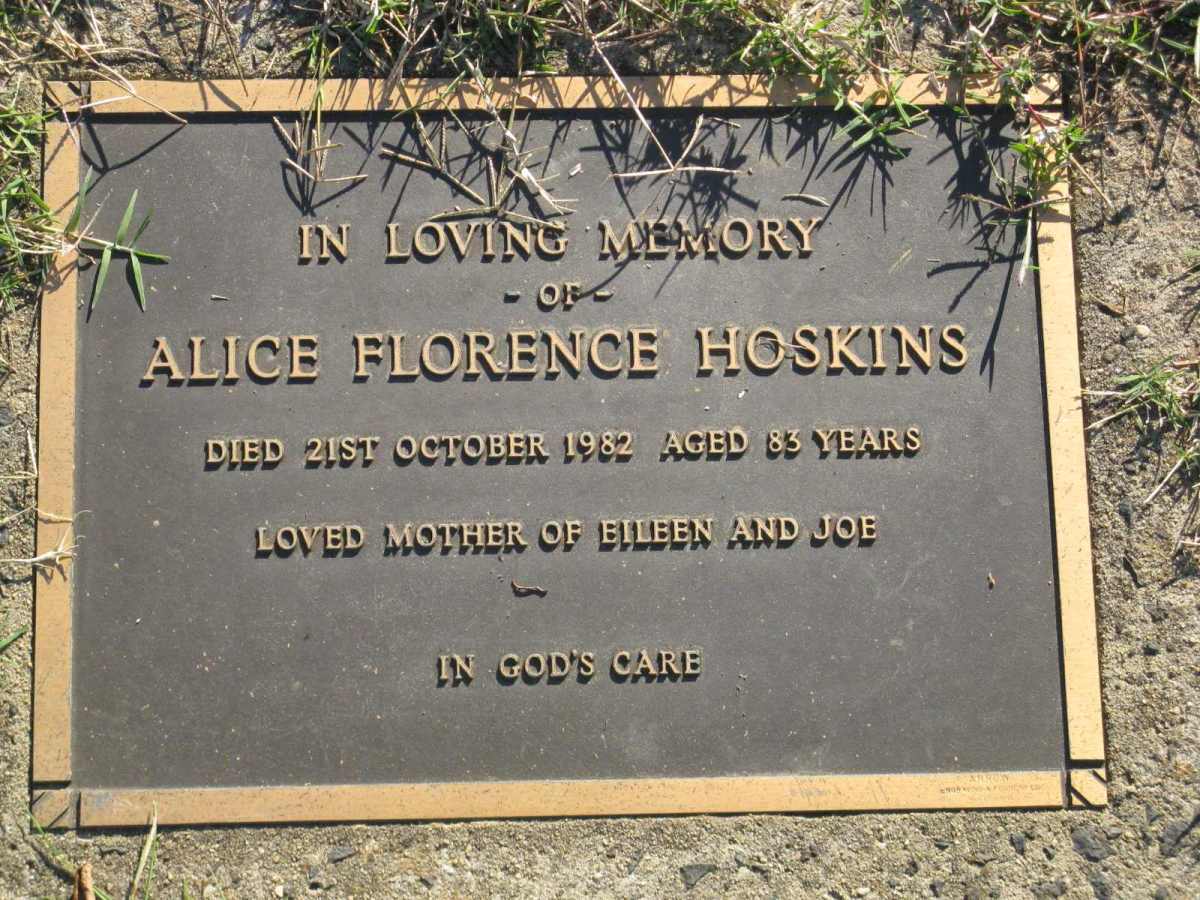 IN LOVING MEMORY
- OF -
ALICE FLORENCE HOSKINS
DIED 21ST OCTOBER 1982 AGED 83 YEARS
LOVED MOTHER OF EILEEN AND JOE
IN GOD'S CARE
ARROW